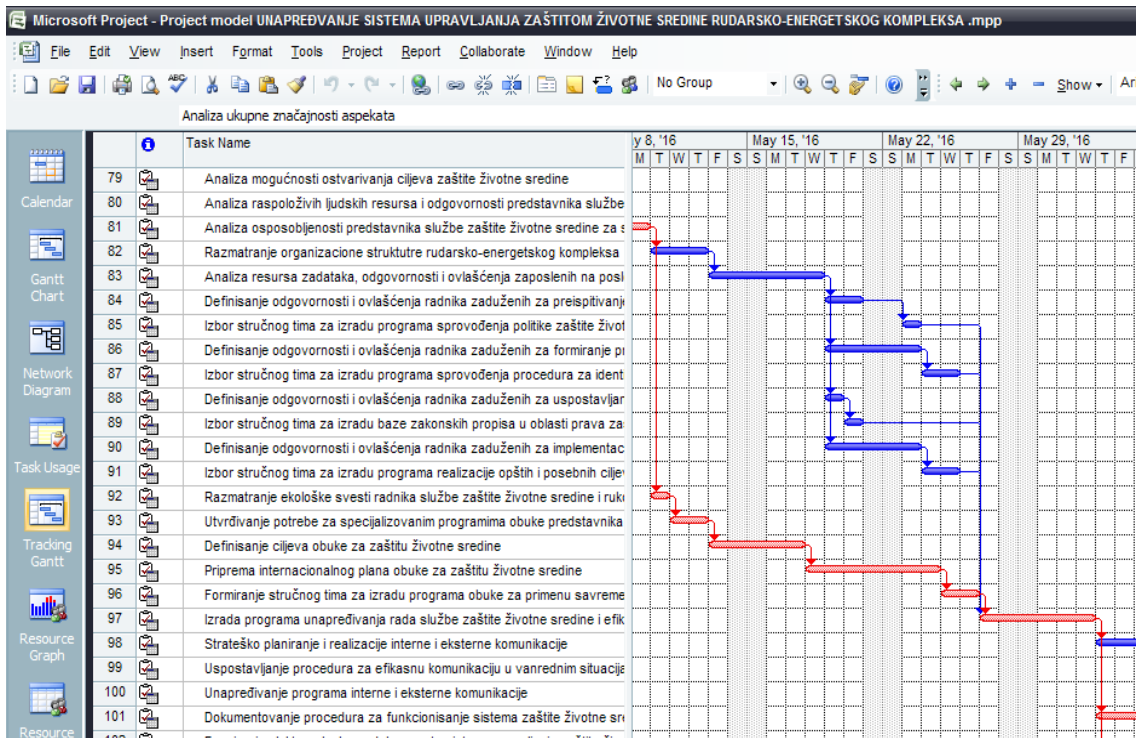 Microsoft Project - Project model UNAPREĐVANJE SISTEMA UPRAVLJANJA ZAŠTITOM ŽIVOTNE SREDINE RUDARSKO-ENERGETSKOG KOMPLEKSA .mpp
File Edit View Insert Format Tools Project Report Collaborate Window Help
No Group Show
Analiza ukupne značajnosti aspekata
Task Name y 8, '16 May 15, '16 May 22, '16 May 29, '16
M T W T F S S M T W T F S S M T W T F S S M T W T F
79 Analiza mogućnosti ostvarivanja ciljeva zaštite životne sredine
80 Analiza raspoloživih ljudskih resursa i odgovornosti predstavnika službe
81 Analiza osposobljenosti predstavnika službe zaštite životne sredine za s
82 Razmatranje organizacione struktutre rudarsko-energetskog kompleksa
83 Analiza resursa zadataka, odgovornosti i ovlašćenja zaposlenih na posl
84 Definisanje odgovornosti i ovlašćenja radnika zaduženih za preispitivanj
85 Izbor stručnog tima za izradu programa sprovođenja politike zaštite život
86 Definisanje odgovornosti i ovlašćenja radnika zaduženih za formiranje pr
87 Izbor stručnog tima za izradu programa sprovođenja procedura za ident
88 Definisanje odgovornosti i ovlašćenja radnika zaduženih za uspostavljan
89 Izbor stručnog tima za izradu baze zakonskih propisa u oblasti prava za
90 Definisanje odgovornosti i ovlašćenja radnika zaduženih za implementac
91 Izbor stručnog tima za izradu programa realizacije opštih i posebnih cilje
92 Razmatranje ekološke svesti radnika službe zaštite životne sredine i ruko
93 Utvrđivanje potrebe za specijalizovanim programima obuke predstavnika
94 Definisanje ciljeva obuke za zaštitu životne sredine
95 Priprema internacionalnog plana obuke za zaštitu životne sredine
96 Formiranje stručnog tima za izradu programa obuke za primenu savreme
97 Izrada programa unapređivanja rada službe zaštite životne sredine i efik
98 Strateško planiranje i realizacije interne i eksterne komunikacije
99 Uspostavljanje procedura za efikasnu komunikaciju u vanrednim situacija
100 Unapređivanje programa interne i eksterne komunikacije
101 Dokumentovanje procedura za funkcionisanje sistema zaštite životne sre
Calendar
Gantt
Chart
Network
Diagram
Task Usage
Tracking
Gantt
Resource
Graph
Resource